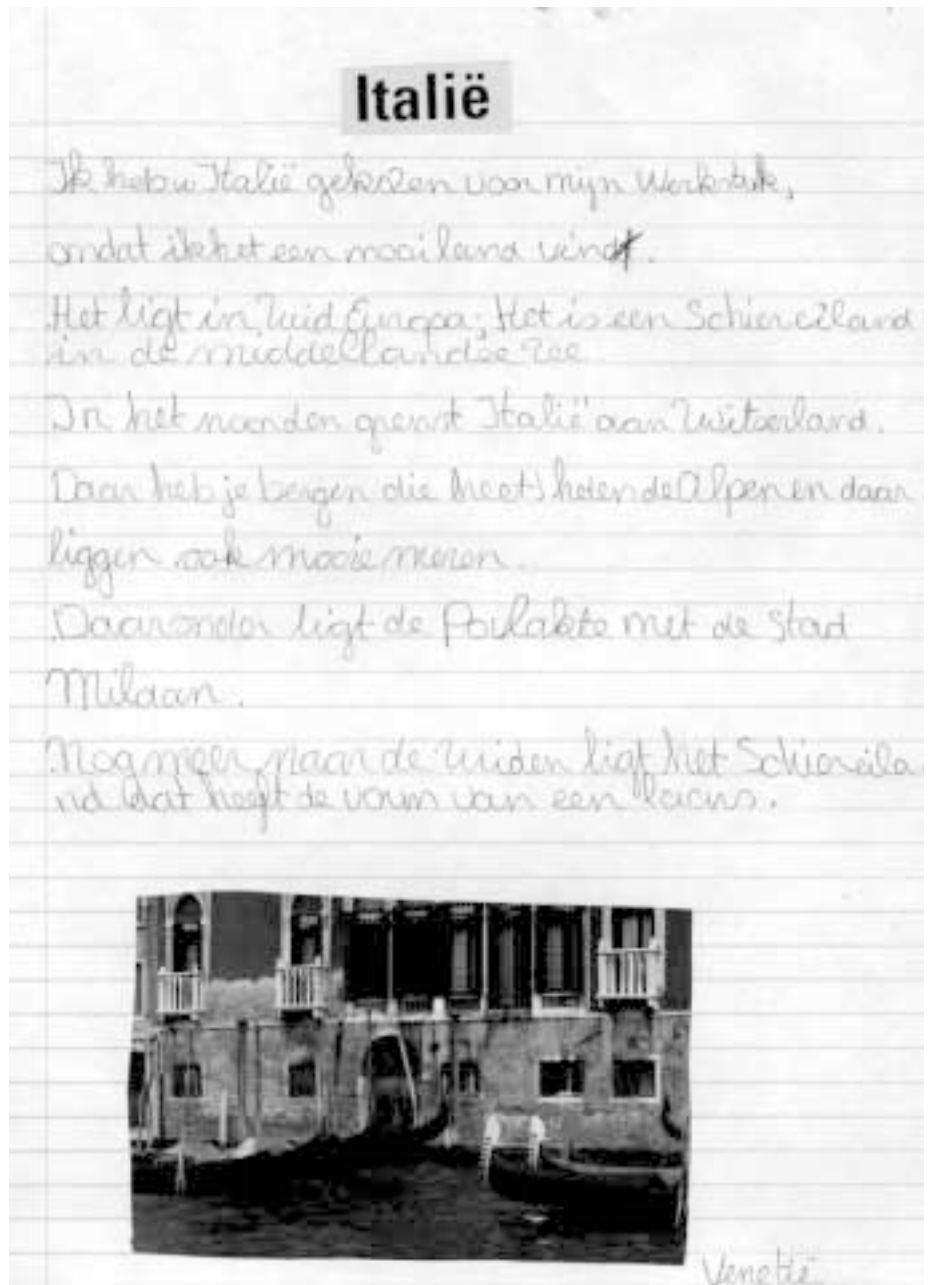 Italië
Ik heb Italië gekozen voor mijn Werkstuk,
omdat ik het een mooi land vind.
Het ligt in Zuid Europa; Het is een Schiereiland
in de middellandse zee
In het noorden grenst Italië aan Zwitserland.
Daar heb je bergen die heet heten de Alpen en daar
liggen ook mooie meren.
Daaronder ligt de Povlakte met de stad
Milaan.
Nog meer naar de zuiden ligt het Schiereila
nd dat heeft de vorm van een laars.
Venetië